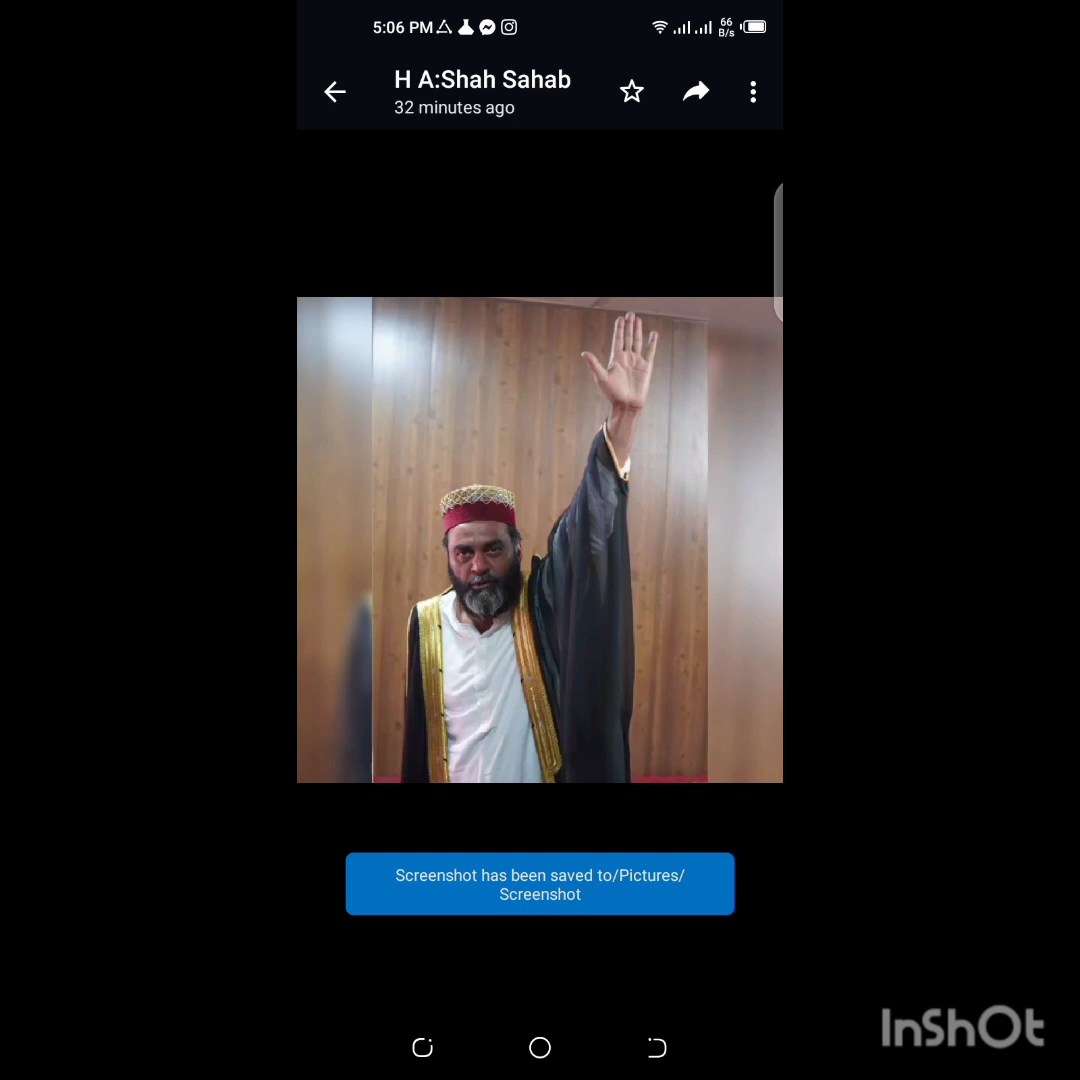 5:06 PM
66
B/s
H A:Shah Sahab
32 minutes ago
Screenshot has been saved to/Pictures/
Screenshot
InShOt